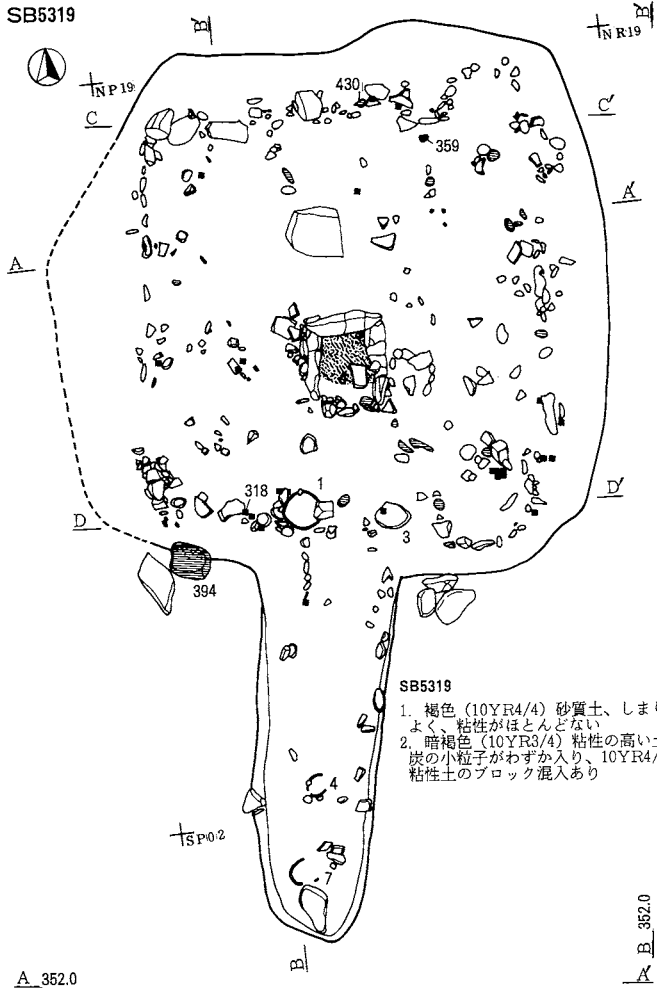 SB5319
B′
B′
NR19
NP19
430
C
C′
359
A′
A
1
318
D′
D
3
394
SB5319
1. 褐色（10YR4/4）砂質土、しまり
よく、粘性がほとんどない
2. 暗褐色（10YR3/4）粘性の高い土
炭の小粒子がわずか入り、10YR4/
粘性土のブロック混入あり
4
SP02
7
B
B 352.0
A 352.0
A′